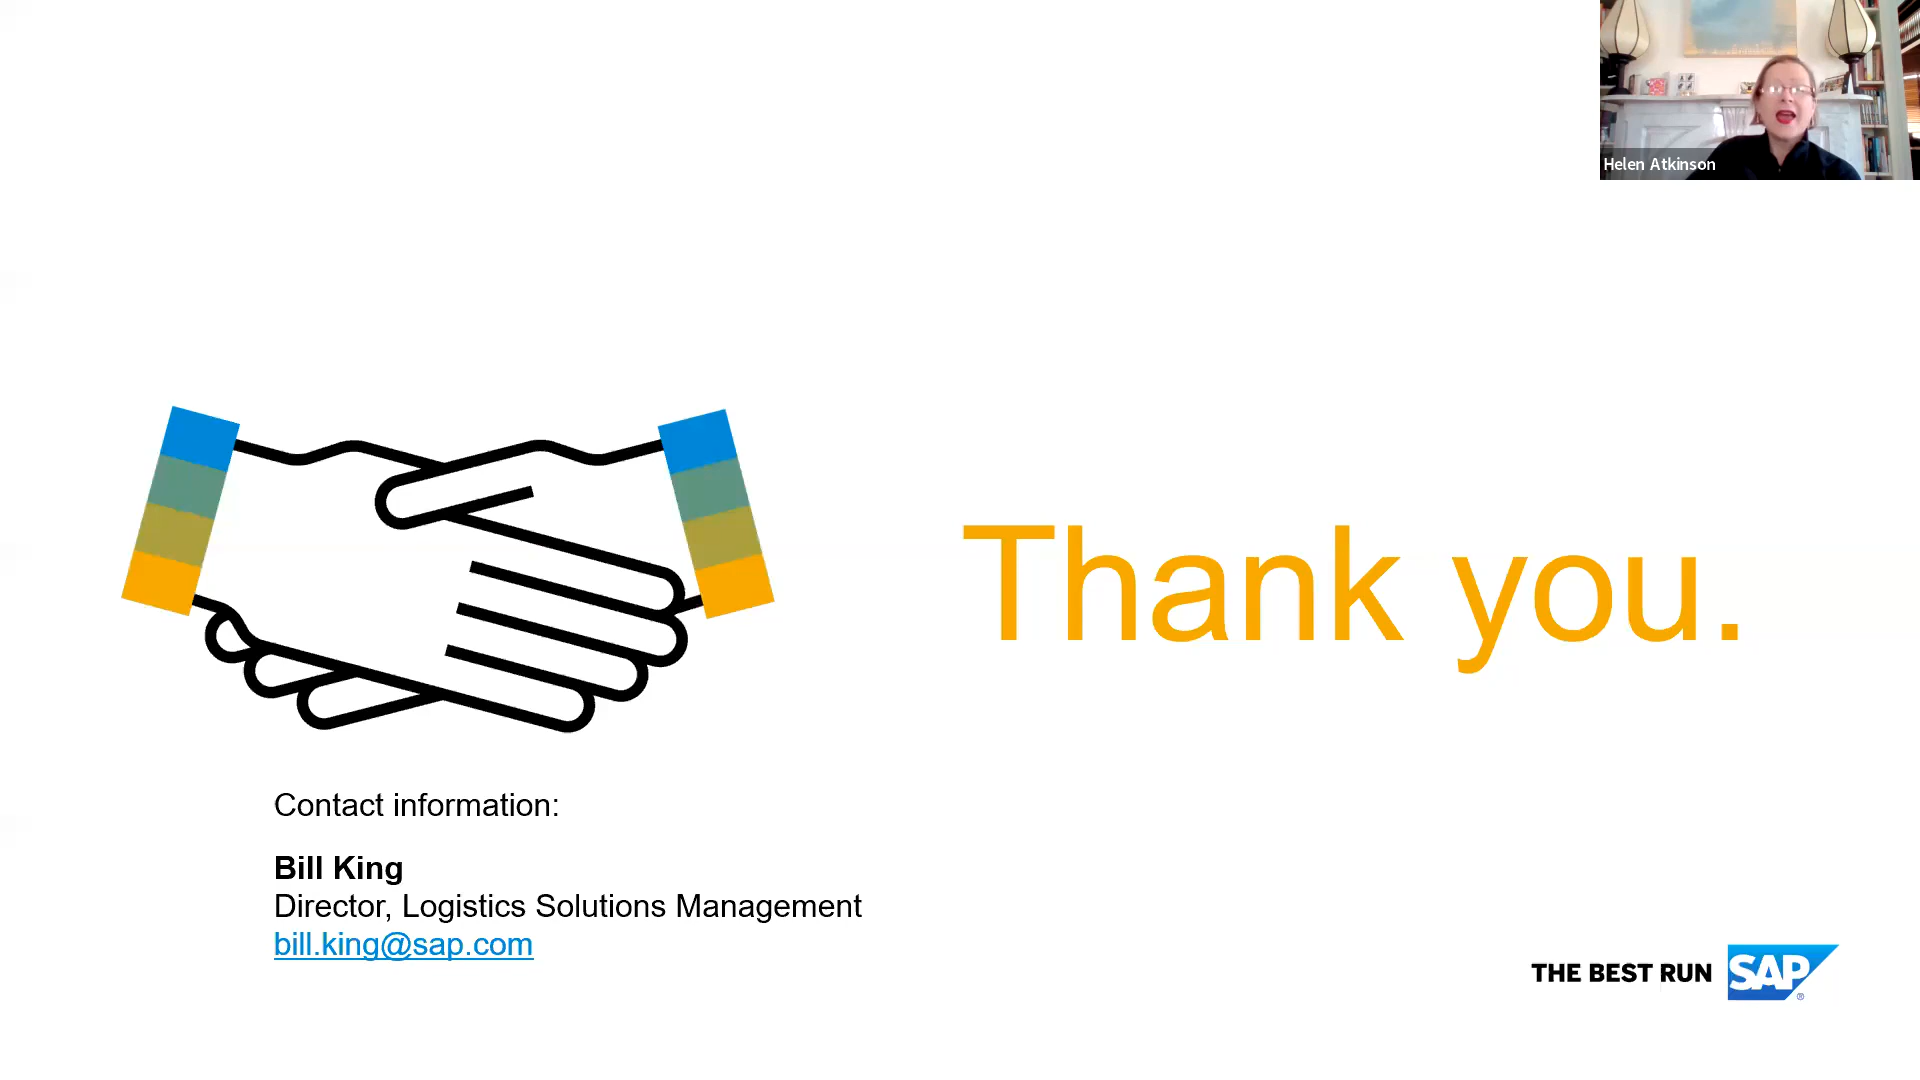 Helen Atkinson
Thank you.
Contact information:
Bill King
Director, Logistics Solutions Management
bill.king@sap.com
THE BEST RUN SAP®